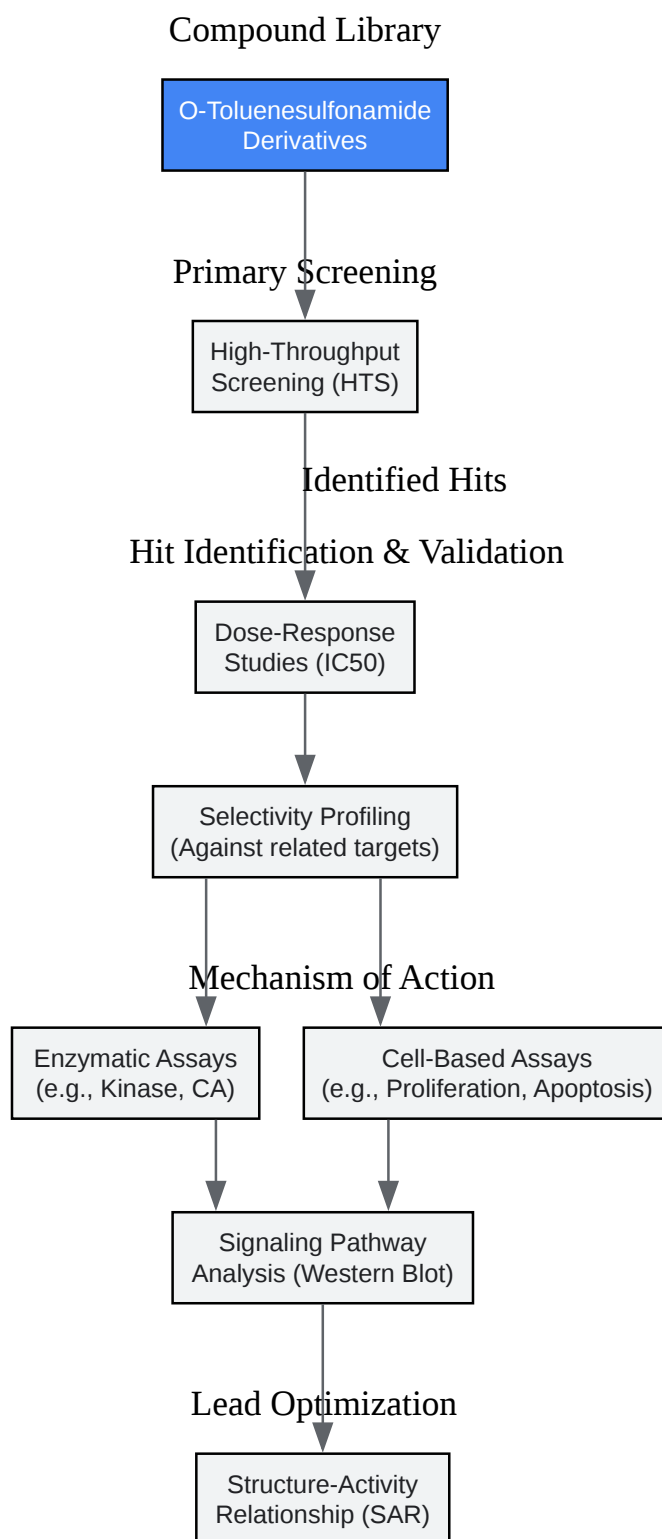 Compound Library
O-Toluenesulfonamide
Derivatives
Primary Screening
High-Throughput
Screening (HTS)
Identified Hits
Hit Identification & Validation
Dose-Response
Studies (IC50)
Selectivity Profiling
(Against related targets)
Mechanism of Action
Enzymatic Assays
(e.g., Kinase, CA)
Cell-Based Assays
(e.g., Proliferation, Apoptosis)
Signaling Pathway
Analysis (Western Blot)
Lead Optimization
Structure-Activity
Relationship (SAR)